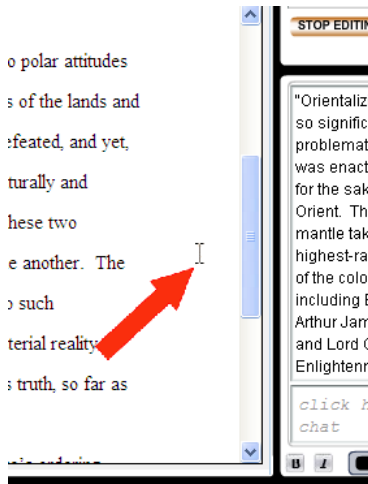 o polar attitudes
s of the lands and
efeated, and yet,
turally and
hese two
e another. The
o such
terial reality
s truth, so far as
STOP EDITIN
"Orientaliz
so signific
problemat
was enact
for the sak
Orient. Th
mantle tak
highest-ra
of the colo
including E
Arthur Jam
and Lord C
Enlightenn
click h
chat
B I